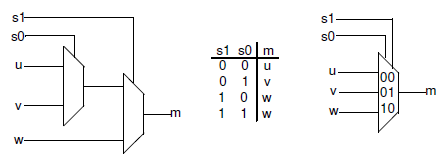 s1
s0
u
v
w
m
s1 s0 m
0 0 u
0 1 v
1 0 w
1 1 w
s1
s0
u 00
v 01 m
w 10